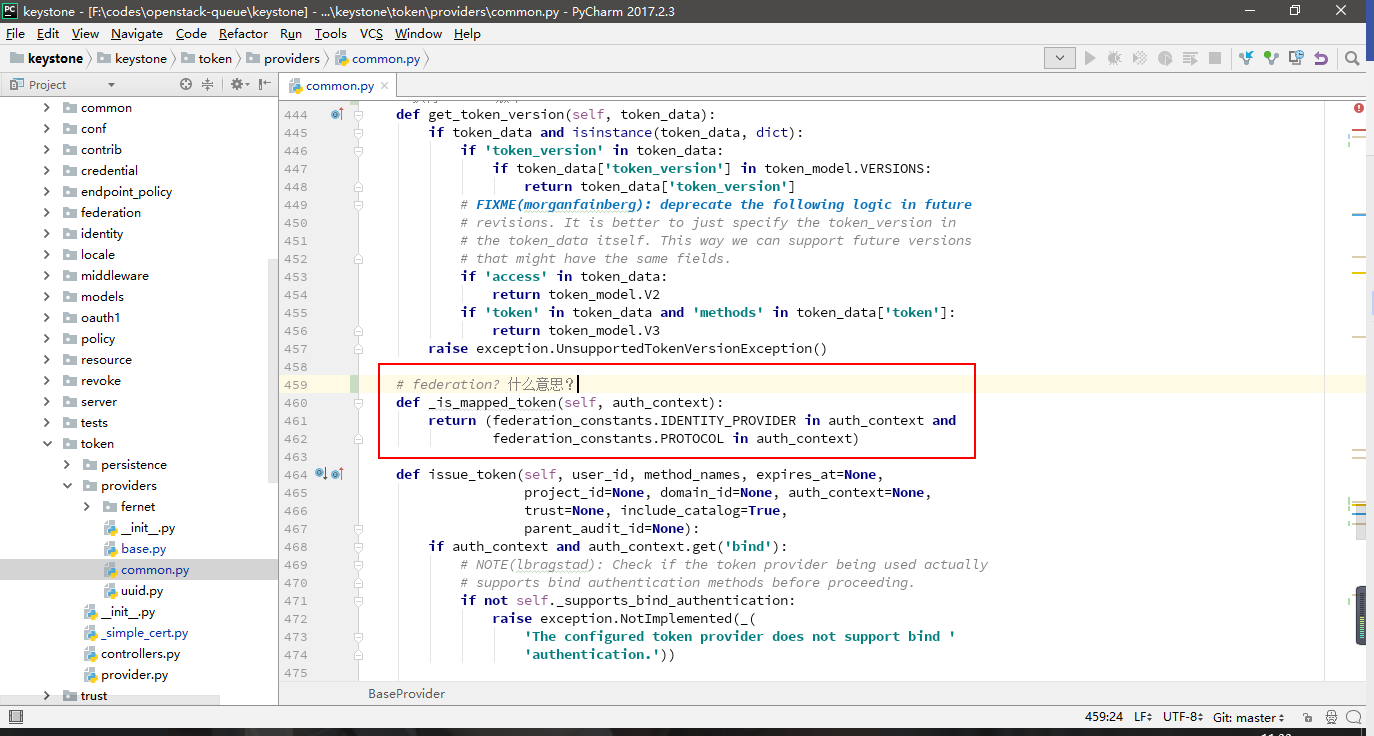 keystone - [F:\codes\openstack-queue\keystone] - ...\keystone\token\providers\common.py - PyCharm 2017.2.3
File Edit View Navigate Code Refactor Run Tools VCS Window Help
keystone keystone token providers common.py
Project
common.py
common
conf
contrib
credential
endpoint_policy
federation
identity
locale
middleware
models
oauth1
policy
resource
revoke
server
tests
token
persistence
providers
fernet
__init__.py
base.py
common.py
uuid.py
__init__.py
_simple_cert.py
controllers.py
provider.py
trust
444 def get_token_version(self, token_data):
445 if token_data and isinstance(token_data, dict):
446 if 'token_version' in token_data:
447 if token_data['token_version'] in token_model.VERSIONS:
448 return token_data['token_version']
449 # FIXME(morganfainberg): deprecate the following logic in future
450 # revisions. It is better to just specify the token_version in
451 # the token_data itself. This way we can support future versions
452 # that might have the same fields.
453 if 'access' in token_data:
454 return token_model.V2
455 if 'token' in token_data and 'methods' in token_data['token']:
456 return token_model.V3
457 raise exception.UnsupportedTokenVersionException()
458
459 # federation? 什么意思?
460 def _is_mapped_token(self, auth_context):
461 return (federation_constants.IDENTITY_PROVIDER in auth_context and
462 federation_constants.PROTOCOL in auth_context)
463
464 def issue_token(self, user_id, method_names, expires_at=None,
465 project_id=None, domain_id=None, auth_context=None,
466 trust=None, include_catalog=True,
467 parent_audit_id=None):
468 if auth_context and auth_context.get('bind'):
469 # NOTE(lbragstad): Check if the token provider being used actually
470 # supports bind authentication methods before proceeding.
471 if not self._supports_bind_authentication:
472 raise exception.NotImplemented(_(
473 'The configured token provider does not support bind '
474 'authentication.'))
475
BaseProvider
459:24 LF UTF-8 Git: master